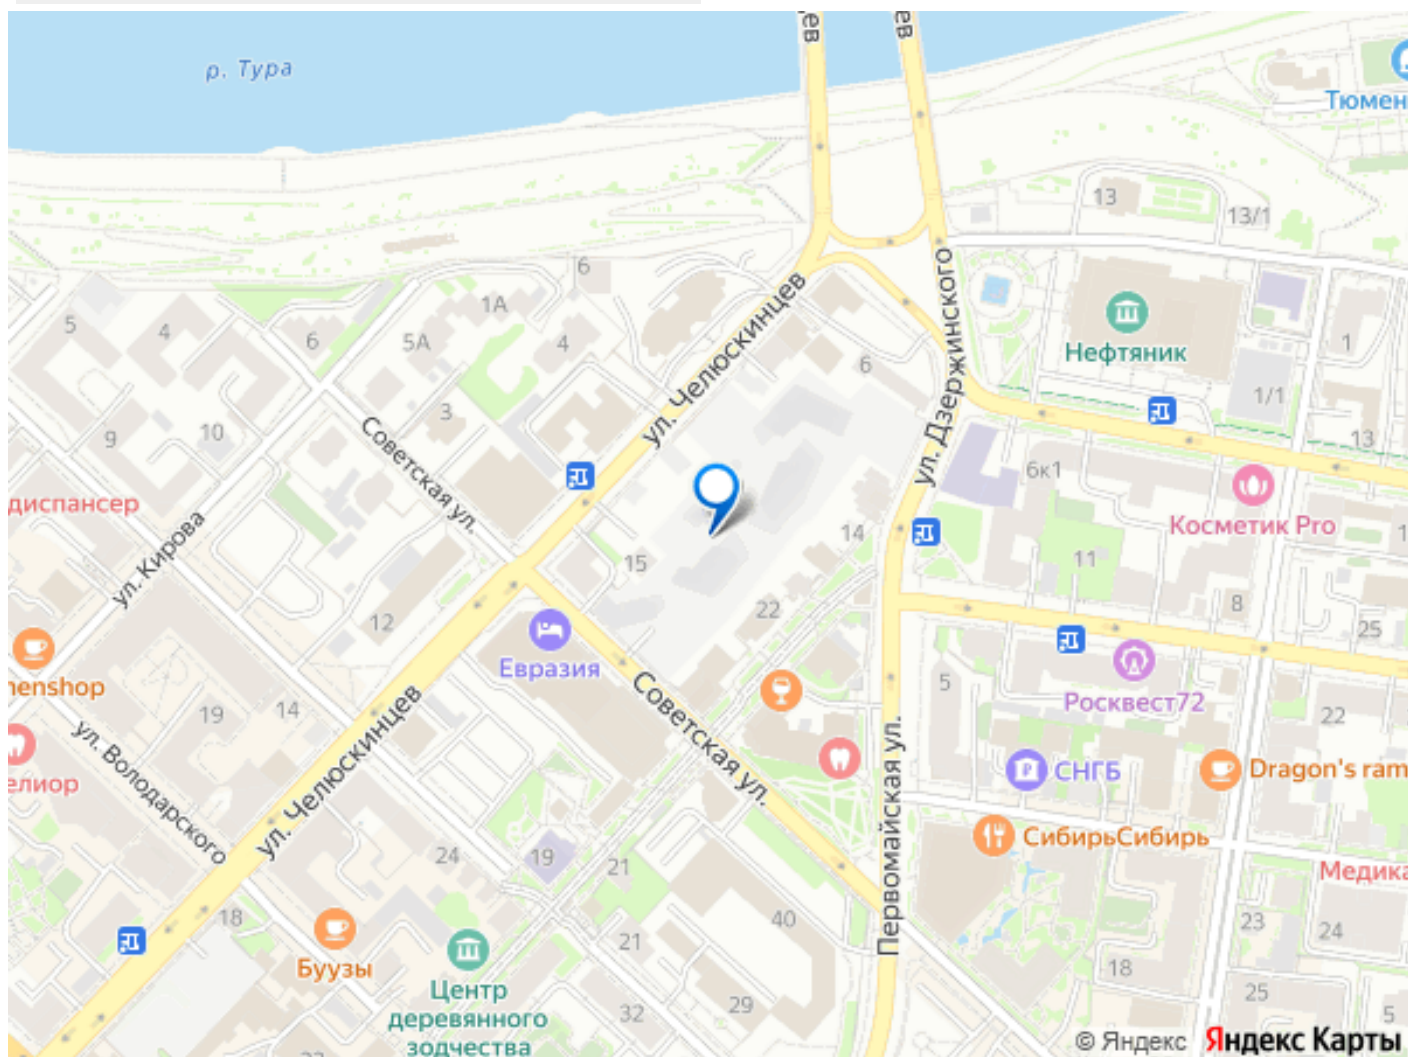 ев
ев
р. Тура
Тюмен
13
13/1
6
1А
5
4
6
5А
4
ул. Челюскинцев
ул. Дзержинского
Нефтяник
1
6
1/1
3
9
10
13
Советская ул.
6к1
Косметик Pro
диспансер
ул. Кирова
14
15
11
12
22
8
25
Евразия
nenshop
5
Росквест72
19
14
22
ул. Челюскинцев
Советская ул.
Первомайская ул.
елиор
ул. Володарского
СНГБ
Dragon's ram
СибирьСибирь
24
19
21
Медика
18
40
23
24
21
Буузы
18
Центр
деревянного
зодчества
32
29
25
5
© Яндекс Яндекс Карты